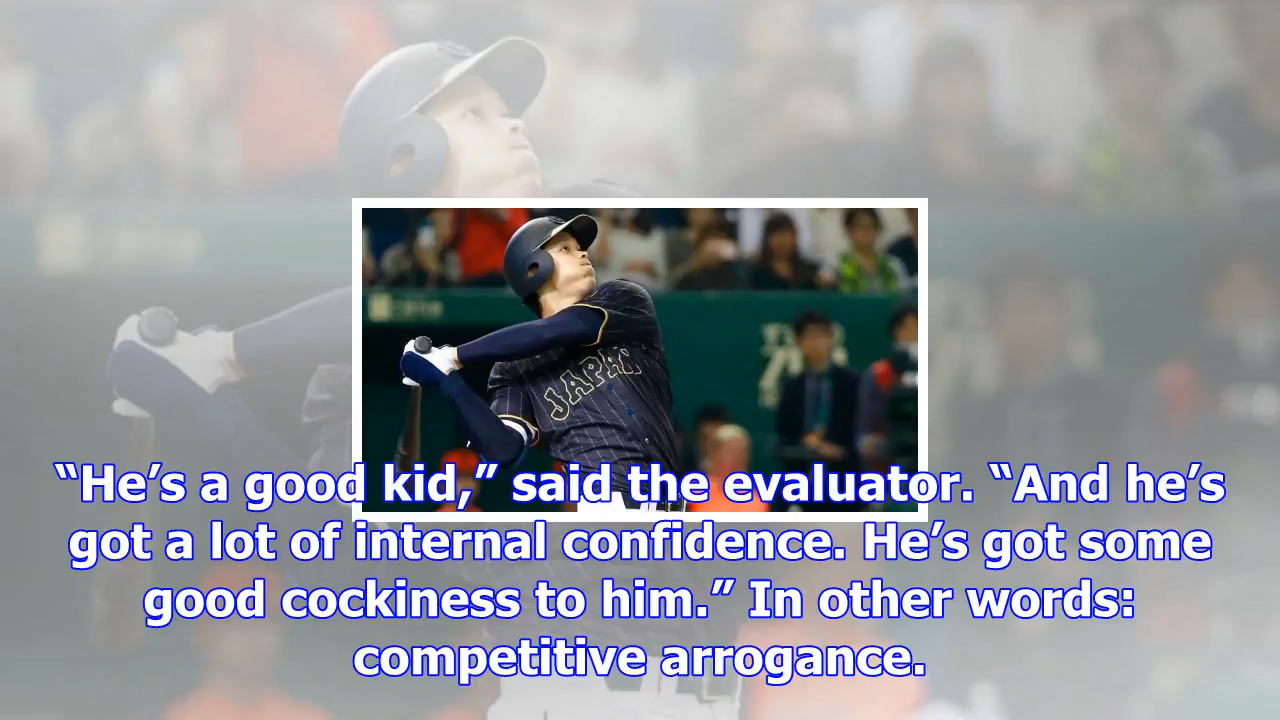 JAPAN
“He’s a good kid,” said the evaluator. “And he’s
got a lot of internal confidence. He’s got some
good cockiness to him.” In other words:
competitive arrogance.